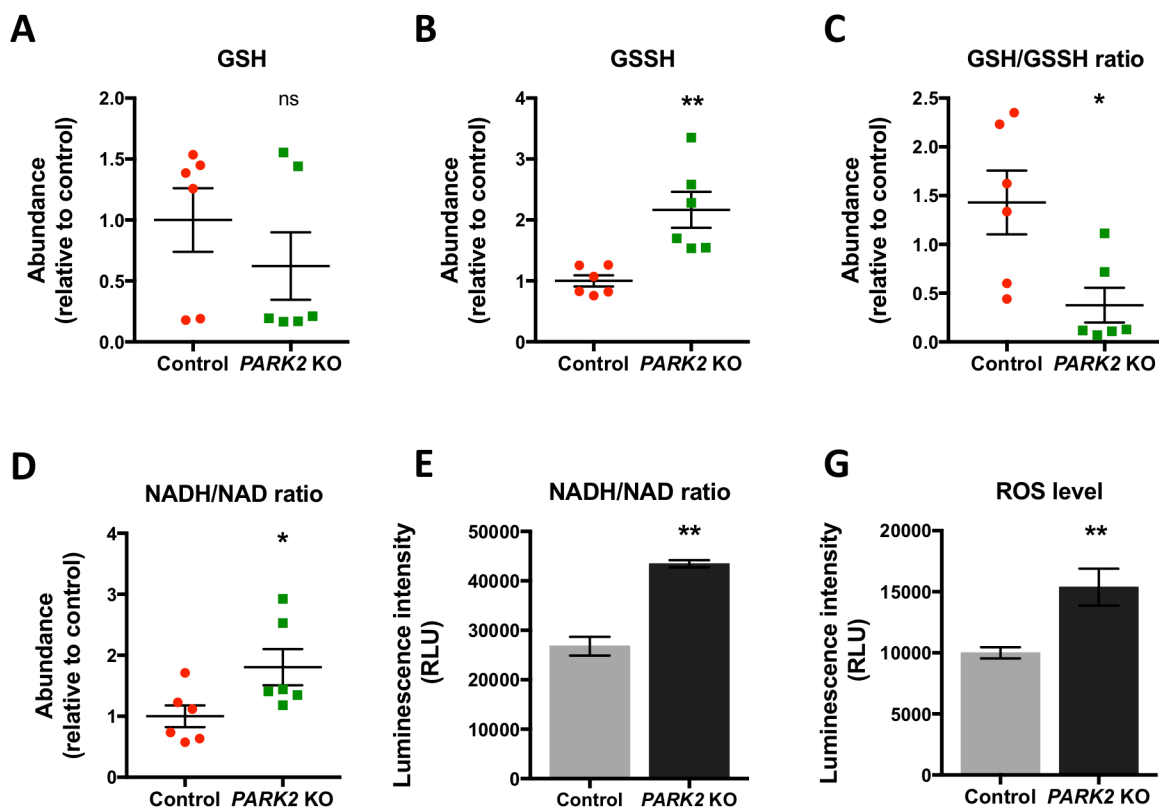 A
GSH
Abundance
(relative to control)
2.0
1.5
1.0
0.5
0.0
ns
Control PARK2 KO
B
GSSH
Abundance
(relative to control)
4
3
2
1
0
**
Control PARK2 KO
C
GSH/GSSH ratio
Abundance
(relative to control)
2.5
2.0
1.5
1.0
0.5
0.0
*
Control PARK2 KO
D
NADH/NAD ratio
Abundance
(relative to control)
4
3
2
1
0
*
Control PARK2 KO
E
NADH/NAD ratio
Luminescence intensity
(RLU)
50000
40000
30000
20000
10000
0
**
Control PARK2 KO
G
ROS level
Luminescence intensity
(RLU)
20000
15000
10000
5000
0
**
Control PARK2 KO